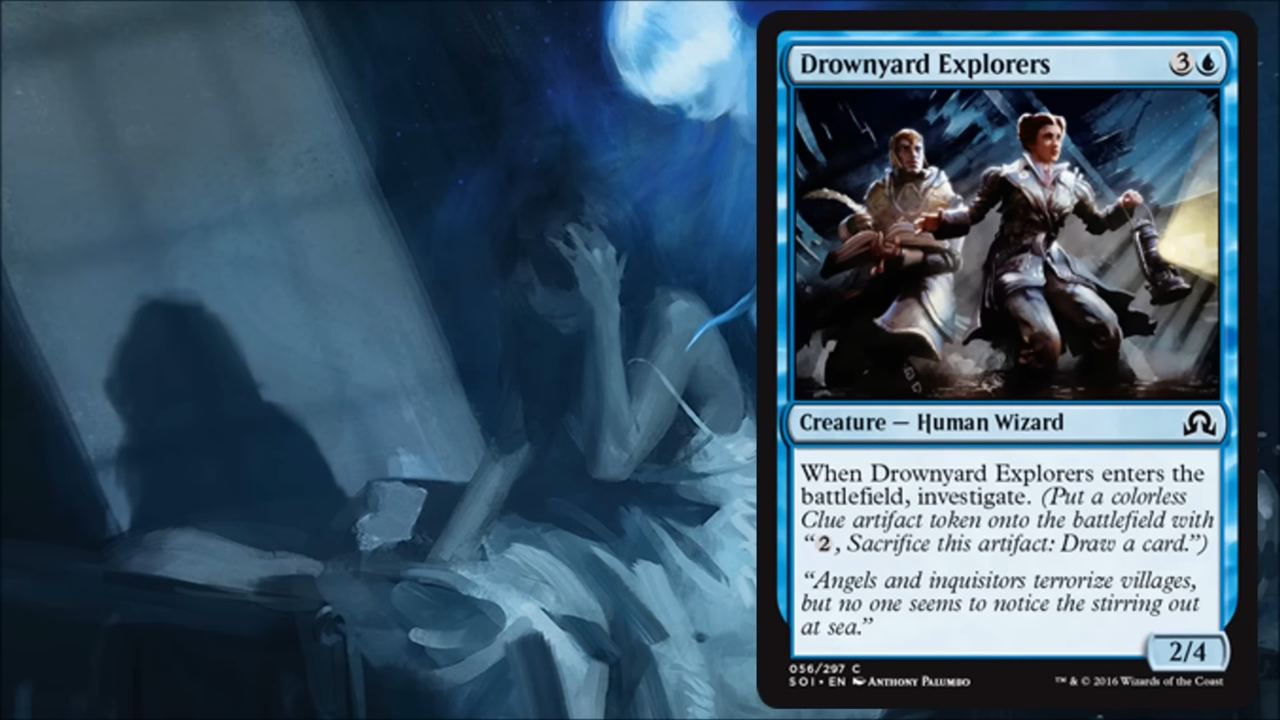 Drownyard Explorers 3
Creature — Human Wizard
When Drownyard Explorers enters the
battlefield, investigate. (Put a colorless
Clue artifact token onto the battlefield with
“2, Sacrifice this artifact: Draw a card.”)
“Angels and inquisitors terrorize villages,
but no one seems to notice the stirring out
at sea.”
2/4
056/297 C
SOI • EN Anthony Palumbo ™ & © 2016 Wizards of the Coast